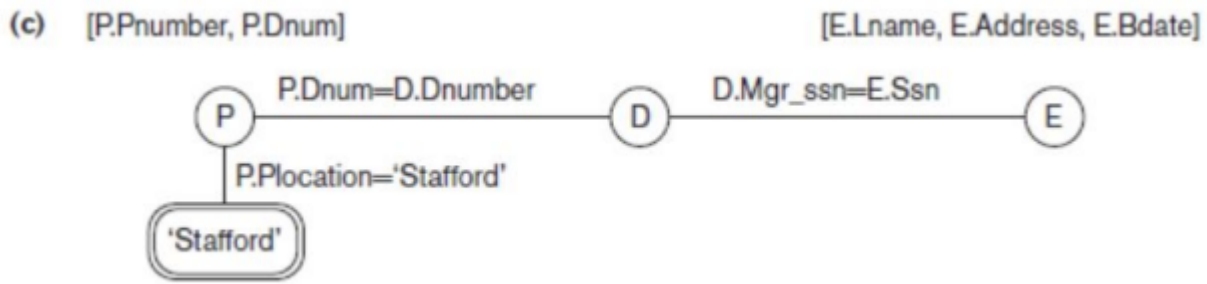 (c) [P.Pnumber, P.Dnum] [E.Lname, E.Address, E.Bdate]
P.Dnum=D.Dnumber D.Mgr_ssn=E.Ssn
P D E
P.Plocation=‘Stafford’
‘Stafford’